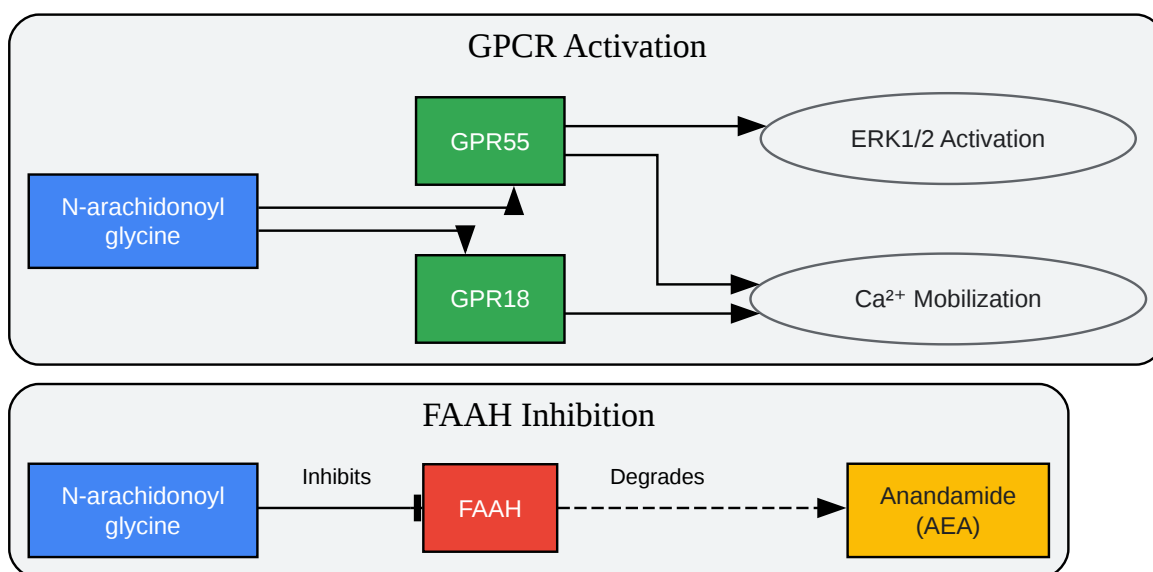 GPCR Activation
GPR55
ERK1/2 Activation
N-arachidonoyl
glycine
GPR18
Ca²⁺ Mobilization
FAAH Inhibition
N-arachidonoyl
glycine
Inhibits
FAAH
Degrades
Anandamide
(AEA)